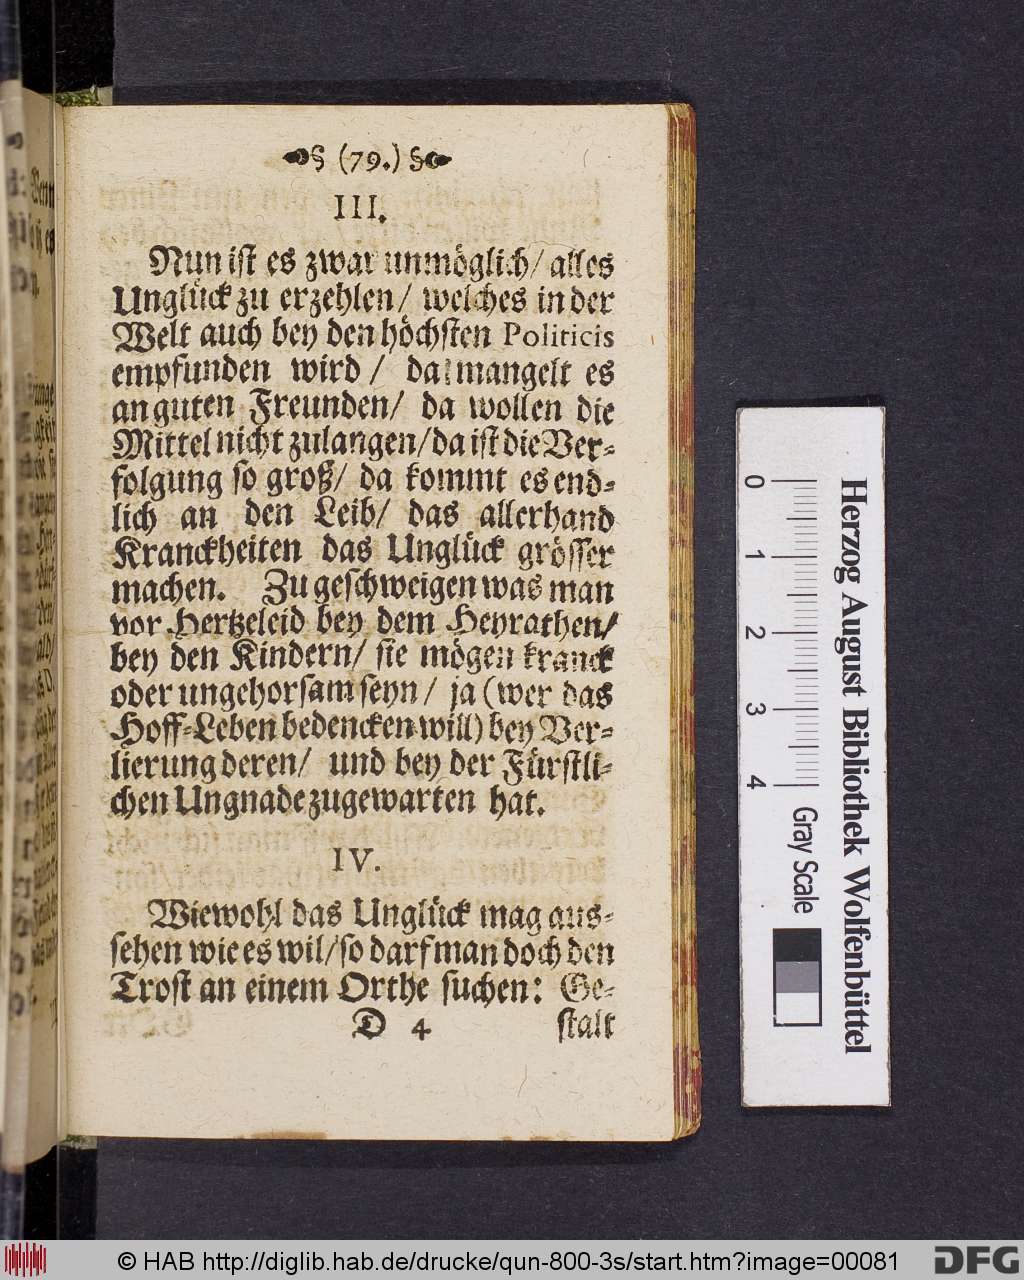 § (79.) §
III.
Nun ist es zwar unmöglich/ alles
Unglück zu erzehlen/ welches in der
Welt auch bey den höchsten Politicis
empfunden wird/ da mangelt es
an guten Freunden/ da wollen die
Mittel nicht zulangen/ da ist die Ver-
folgung so groß/ da kommt es end-
lich an den Leib/ das allerhand
Kranckheiten das Unglück grösser
machen. Zu geschweigen was man
vor Hertzeleid bey dem Heyrathen/
bey den Kindern/ sie mögen kranck
oder ungehorsam seyn/ ja (wer das
Hoff-Leben bedencken will) bey Ver-
lierung deren/ und bey der Fürstli-
chen Ungnade zugewarten hat.
IV.
Wiewohl das Unglück mag aus-
sehen wie es wil/ so darf man doch den
Trost an einem Orthe suchen: Ge-
D 4 stalt
Herzog August Bibliothek Wolfenbüttel
0 1 2 3 4
Gray Scale
© HAB http://diglib.hab.de/drucke/qun-800-3s/start.htm?image=00081
DFG